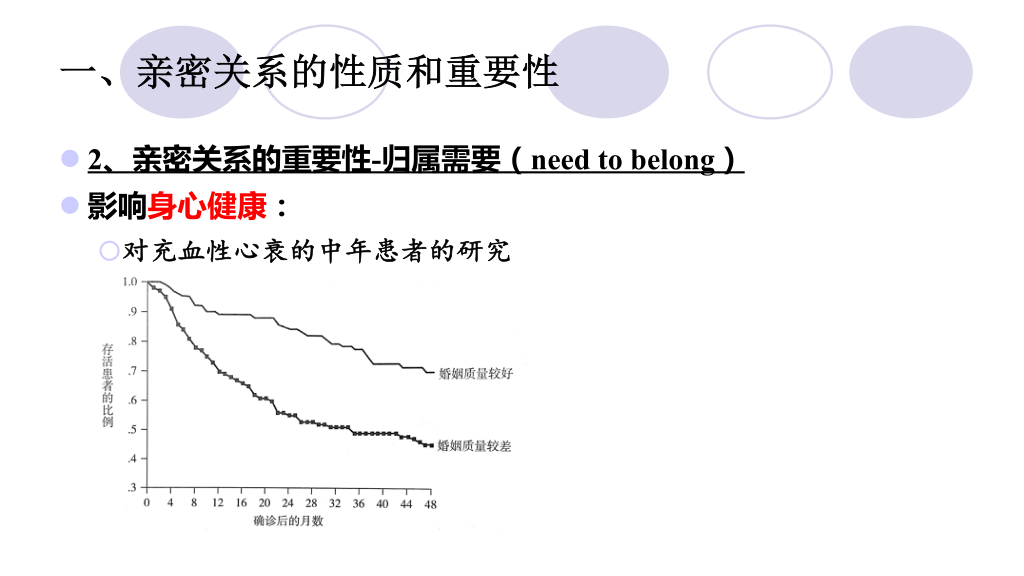 一、亲密关系的性质和重要性
2、亲密关系的重要性-归属需要（need to belong）
影响身心健康：
对充血性心衰的中年患者的研究
1.0
.9
.8
.7
.6
.5
.4
.3
存活患者的比例
婚姻质量较好
婚姻质量较差
0 4 8 12 16 20 24 28 32 36 40 44 48
确诊后的月数